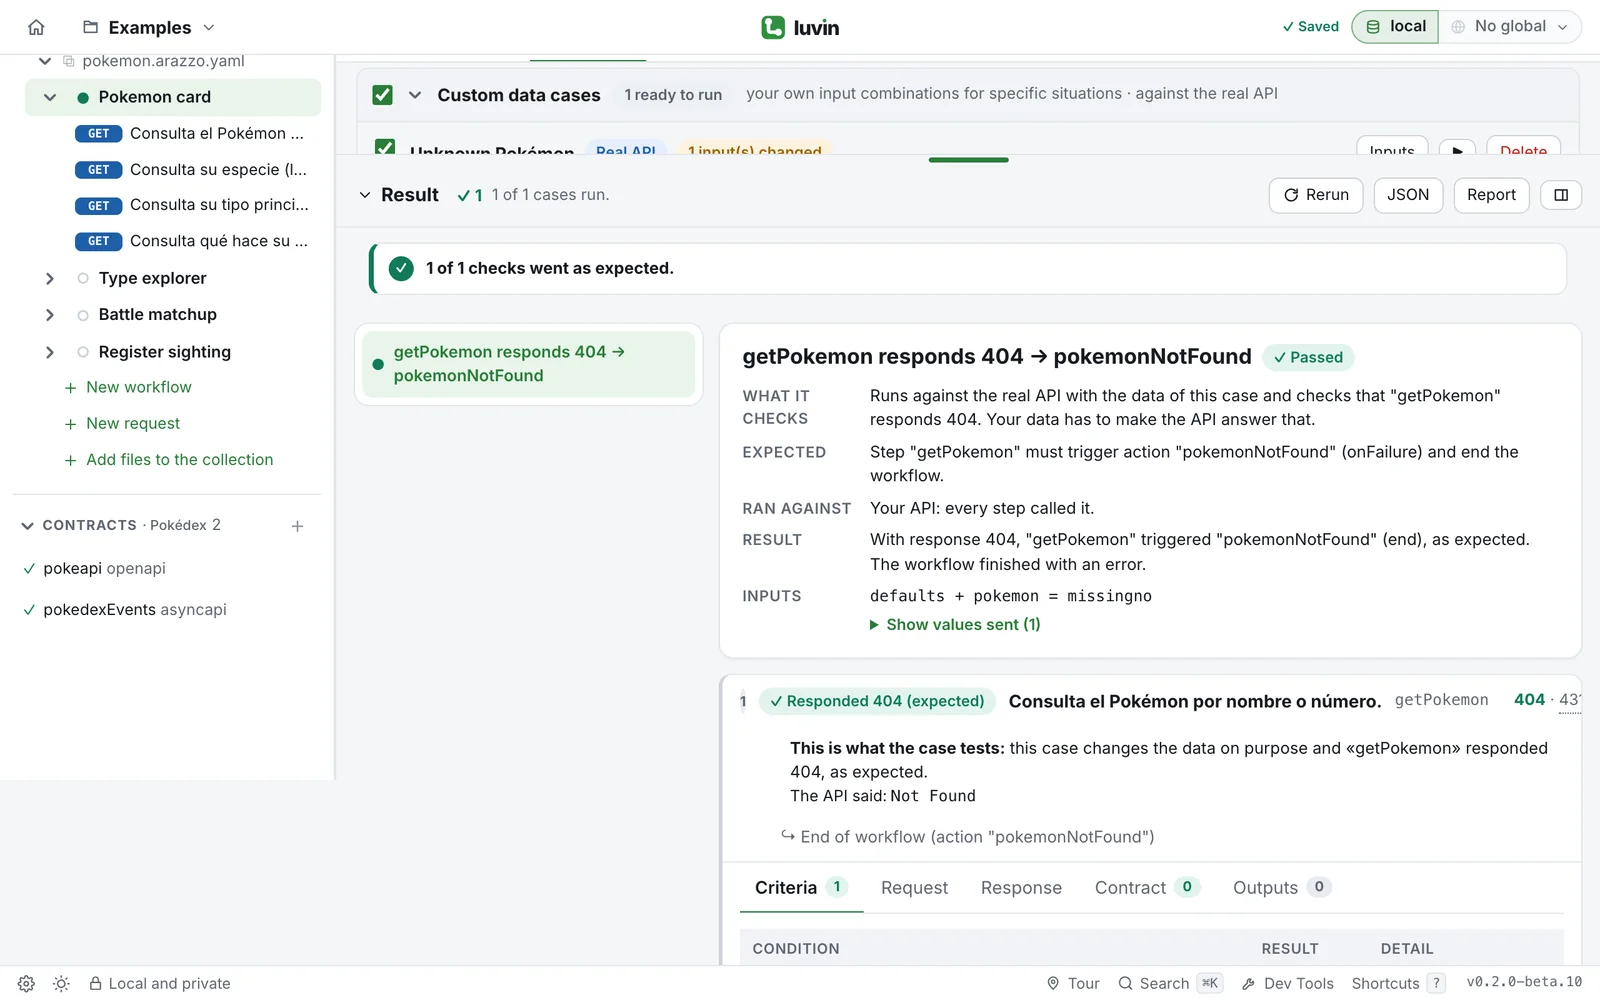 Examples
luvin
Saved
local
No global
pokemon.arazzo.yaml
Pokemon card
GET Consulta el Pokémon ...
GET Consulta su especie (l...
GET Consulta su tipo princi...
GET Consulta qué hace su ...
Type explorer
Battle matchup
Register sighting
+ New workflow
+ New request
+ Add files to the collection
CONTRACTS · Pokédex 2 +
pokeapi openapi
pokedexEvents asyncapi
Custom data cases 1 ready to run your own input combinations for specific situations · against the real API
Unknown Pokémon Real API 1 input(s) changed Inputs Delete
Result 1 1 of 1 cases run.
Rerun JSON Report
1 of 1 checks went as expected.
getPokemon responds 404 →
pokemonNotFound
getPokemon responds 404 → pokemonNotFound Passed
WHAT IT
CHECKS
Runs against the real API with the data of this case and checks that "getPokemon"
responds 404. Your data has to make the API answer that.
EXPECTED Step "getPokemon" must trigger action "pokemonNotFound" (onFailure) and end the
workflow.
RAN AGAINST Your API: every step called it.
RESULT With response 404, "getPokemon" triggered "pokemonNotFound" (end), as expected.
The workflow finished with an error.
INPUTS defaults + pokemon = missingno
Show values sent (1)
1 Responded 404 (expected) Consulta el Pokémon por nombre o número. getPokemon 404 ·
This is what the case tests: this case changes the data on purpose and «getPokemon» responded
404, as expected.
The API said: Not Found
↪ End of workflow (action "pokemonNotFound")
Criteria 1 Request Response Contract 0 Outputs 0
CONDITION RESULT DETAIL
Local and private
Tour Search ⌘K Dev Tools Shortcuts ? v0.2.0-beta.10